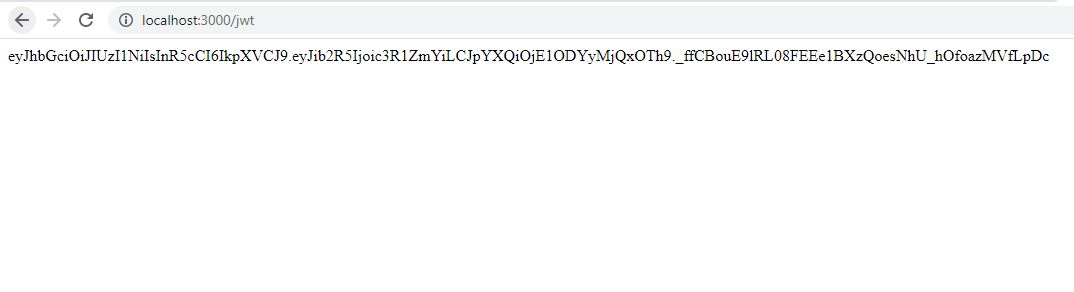 localhost:3000/jwt
eyJhbGciOiJIUzI1NiIsInR5cCI6IkpXVCJ9.eyJib2R5Ijoic3R1ZmYiLCJpYXQiOjE1ODYyMjQxOTh9._ffCBouE9lRL08FEEe1BXzQoesNhU_hOfoazMVfLpDc